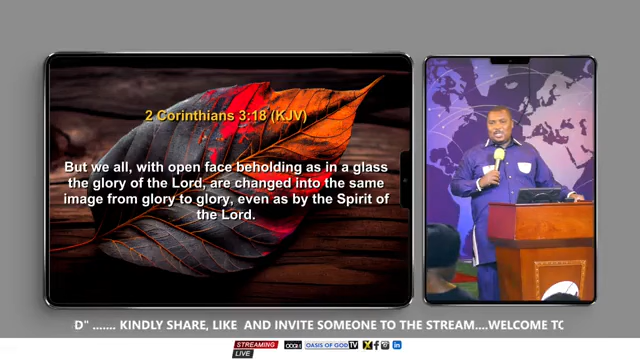 2 Corinthians 3:18 (KJV)
But we all, with open face beholding as in a glass
the glory of the Lord, are changed into the same
image from glory to glory, even as by the Spirit of
the Lord.
D" ....... KINDLY SHARE, LIKE AND INVITE SOMEONE TO THE STREAM....WELCOME TO
STREAMING
LIVE
OASIS OF GOD TV